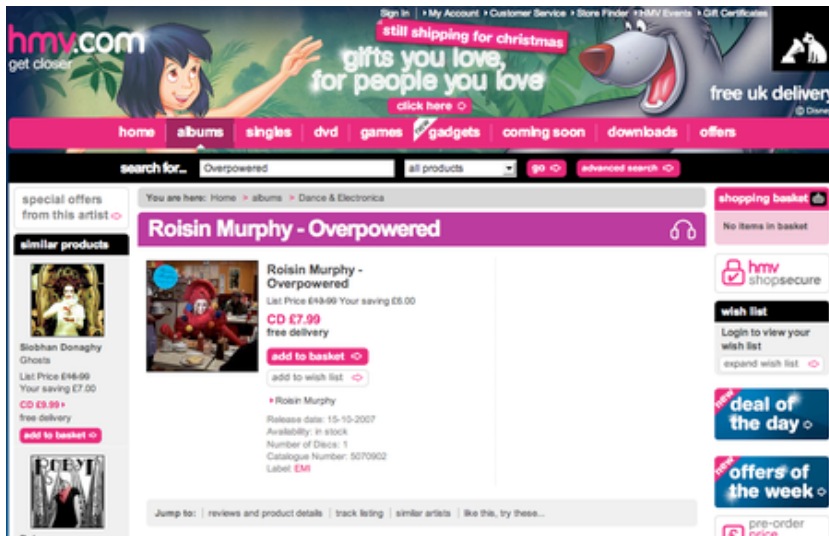 Sign in | My Account Customer Service Store Finder HMV Events Gift Certificates
hmv.com
get closer
still shipping for christmas
gifts you love,
for people you love
click here
free uk delivery
© Disney
home albums singles dvd games new gadgets coming soon downloads offers
search for... Overpowered all products go advanced search
special offers
from this artist
similar products
Siobhan Donaghy
Ghosts
List Price £16.99
Your saving £7.00
CD £9.99
free delivery
add to basket
ROBYN
You are here: Home > albums > Dance & Electronica
Roisin Murphy - Overpowered
Roisin Murphy -
Overpowered
List Price £13.99 Your saving £6.00
CD £7.99
free delivery
add to basket
add to wish list
Roisin Murphy
Release date: 15-10-2007
Availability: in stock
Number of Discs: 1
Catalogue Number: 5070902
Label: EMI
Jump to: | reviews and product details | track listing | similar artists | like this, try these...
shopping basket
No items in basket
hmv
shopsecure
wish list
Login to view your
wish list
expand wish list
new
deal of
the day
new
offers of
the week
pre-order
price